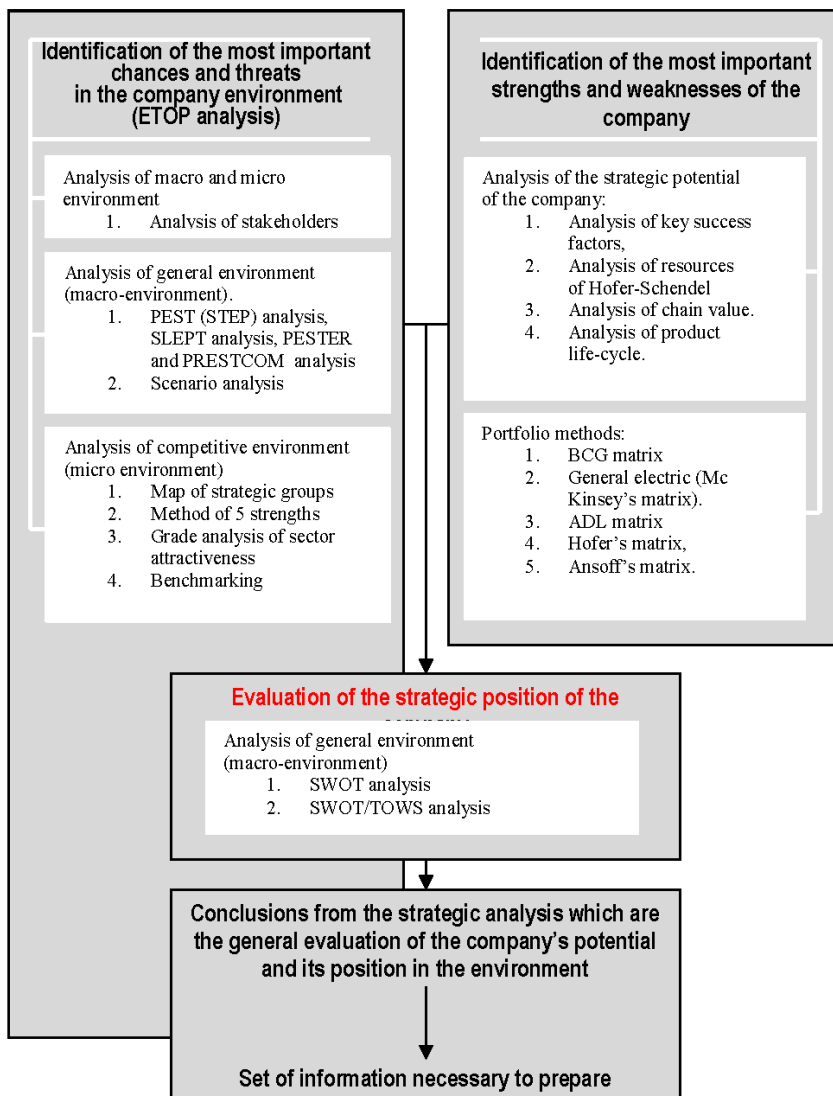 Identification of the most important
chances and threats
in the company environment
(ETOP analysis)
Analysis of macro and micro
environment
1. Analysis of stakeholders
Analysis of general environment
(macro-environment).
1. PEST (STEP) analysis,
SLEPT analysis, PESTER
and PRESTCOM analysis
2. Scenario analysis
Analysis of competitive environment
(micro environment)
1. Map of strategic groups
2. Method of 5 strengths
3. Grade analysis of sector
attractiveness
4. Benchmarking
Identification of the most important
strengths and weaknesses of the
company
Analysis of the strategic potential
of the company:
1. Analysis of key success
factors,
2. Analysis of resources
of Hofer-Schendel
3. Analysis of chain value.
4. Analysis of product
life-cycle.
Portfolio methods:
1. BCG matrix
2. General electric (Mc
Kinsey’s matrix).
3. ADL matrix
4. Hofer’s matrix,
5. Ansoff’s matrix.
Evaluation of the strategic position of the
Analysis of general environment
(macro-environment)
1. SWOT analysis
2. SWOT/TOWS analysis
Conclusions from the strategic analysis which are
the general evaluation of the company’s potential
and its position in the environment
Set of information necessary to prepare